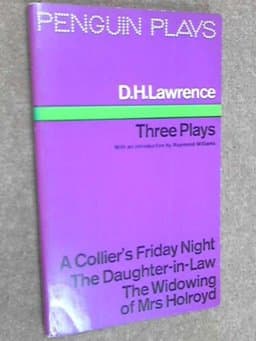 PENGUIN PLAYS
D.H.Lawrence
Three Plays
With an introduction by Raymond Williams
A Collier's Friday Night
The Daughter-in-Law
The Widowing
of Mrs Holroyd